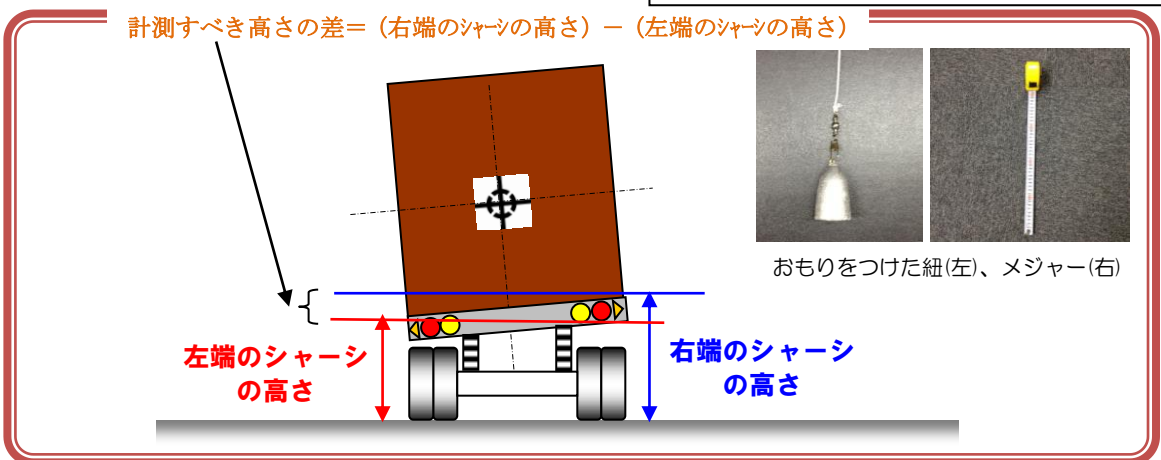 計測すべき高さの差＝（右端のｼｬｰｼの高さ）－（左端のｼｬｰｼの高さ）
おもりをつけた紐(左)、メジャー(右)
左端のシャーシ
の高さ
右端のシャーシ
の高さ